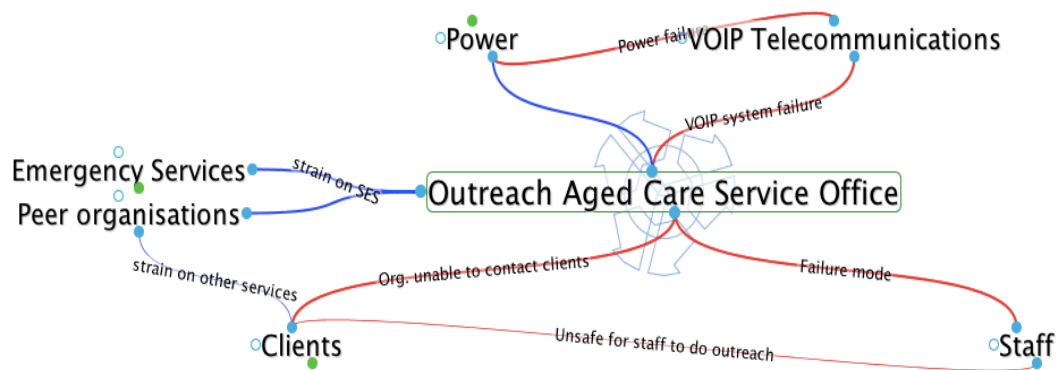 Power
Power failure
VOIP Telecommunications
VOIP system failure
Emergency Services
strain on SES
Peer organisations
Outreach Aged Care Service Office
strain on other services
Org. unable to contact clients
Failure mode
Clients
Unsafe for staff to do outreach
Staff